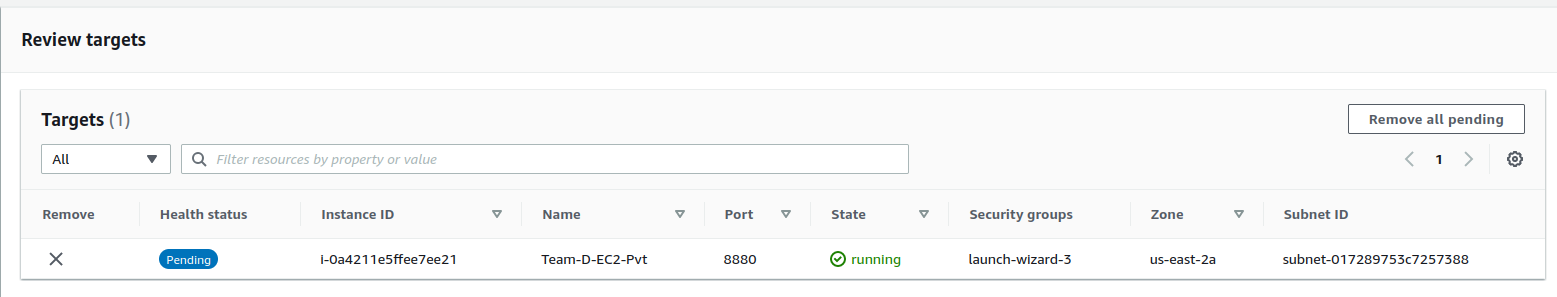 Review targets
Targets (1)
Remove all pending
All
Filter resources by property or value
1
Remove Health status Instance ID Name Port State Security groups Zone Subnet ID
Pending i-0a4211e5ffee7ee21 Team-D-EC2-Pvt 8880 running launch-wizard-3 us-east-2a subnet-017289753c7257388